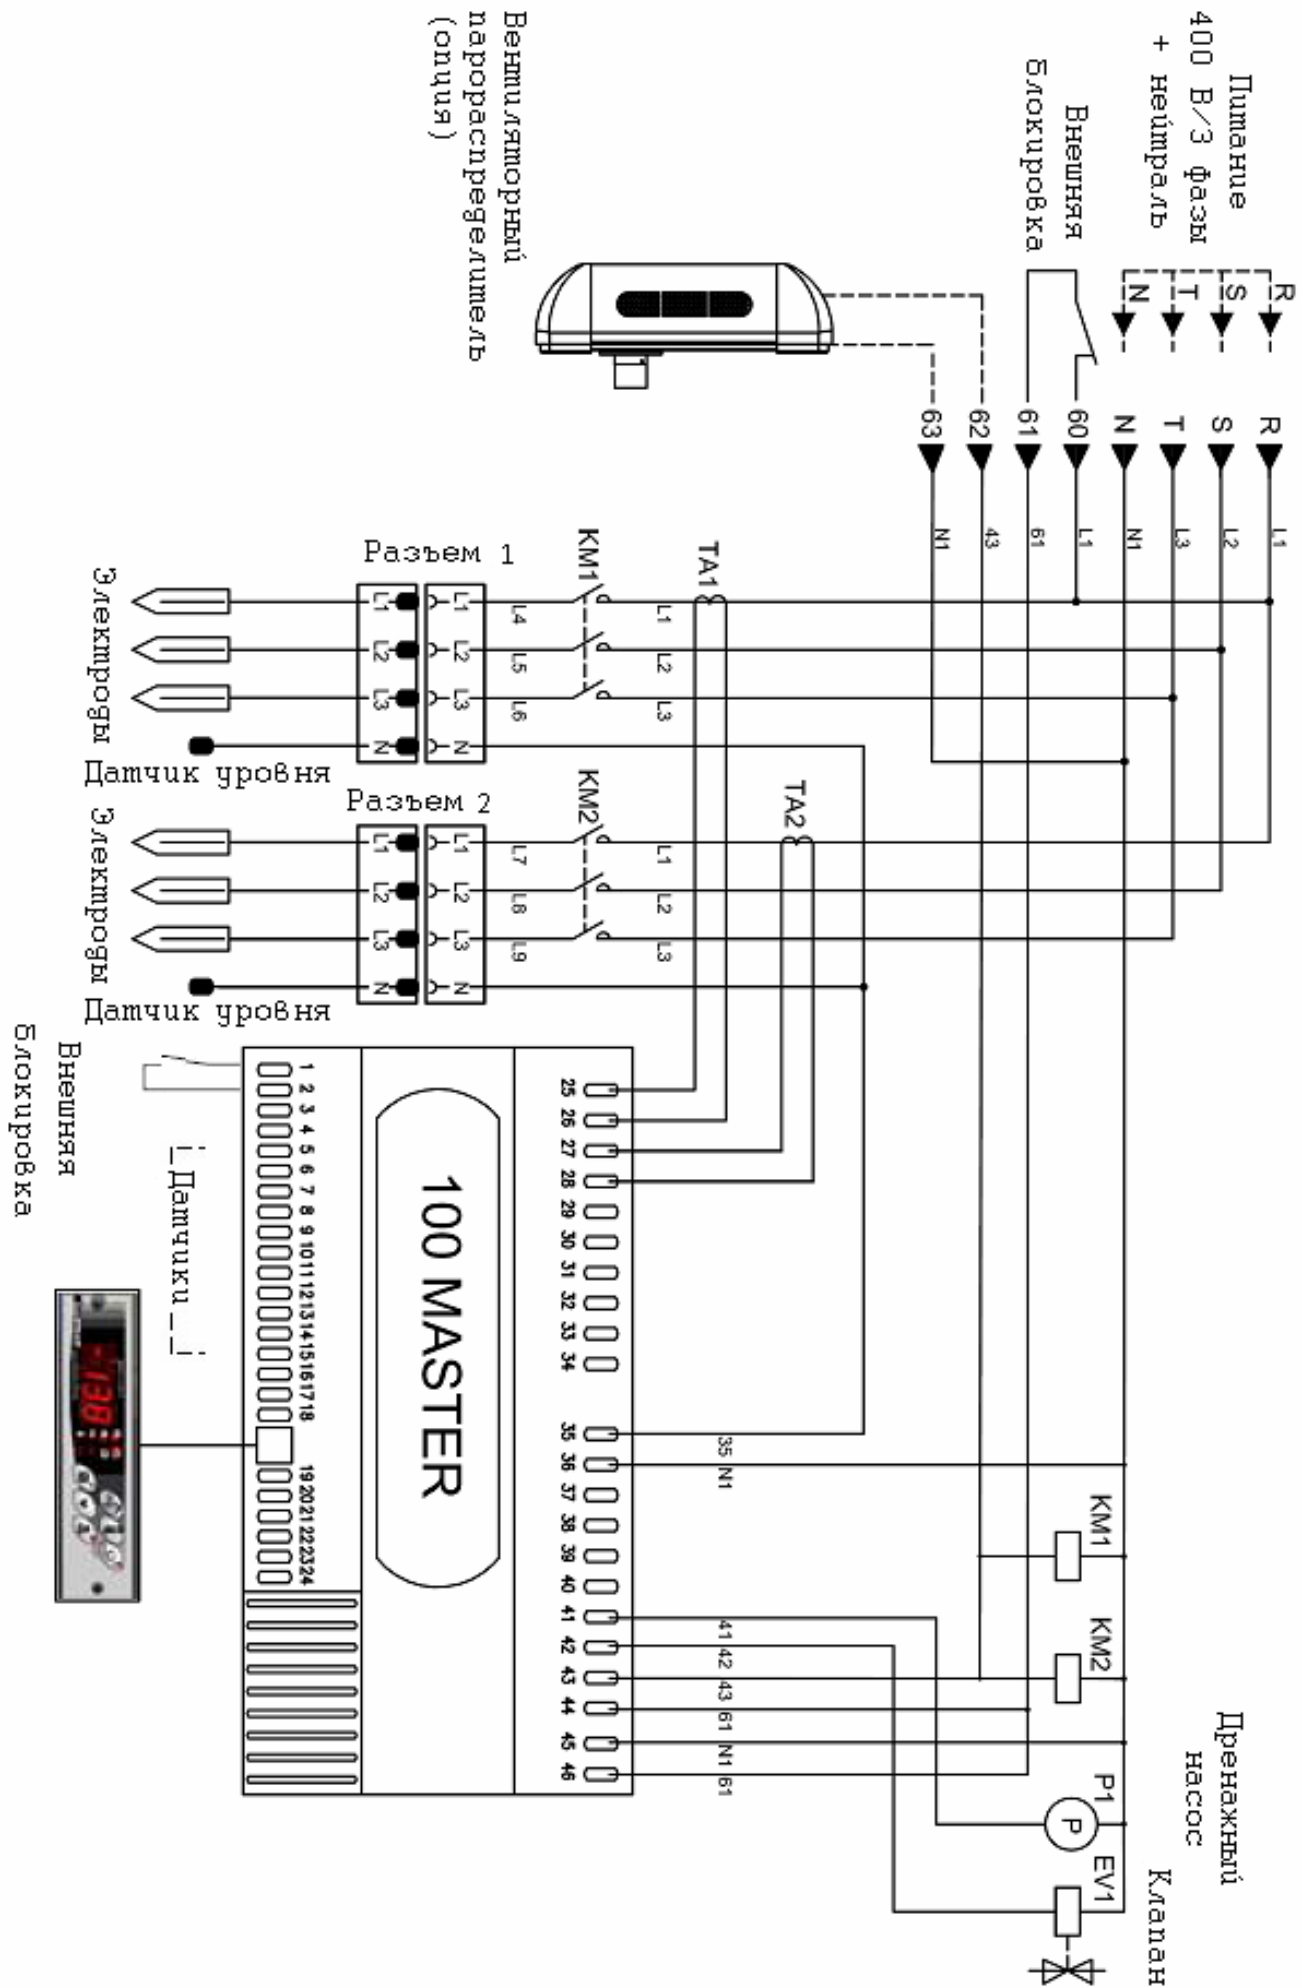 Питание
400 В/3 фазы
+ нейтраль
Внешняя
блокировка
Вентиляторный
парораспределитель
(опция)
R
S
T
N
R
S
T
N
60
61
62
63
L1
L2
L3
N1
L1
61
43
N1
TA1
KM1
L1
L2
L3
L4
L5
L6
Разъем 1
L1
L2
L3
N
L1
L2
L3
N
Электроды
Датчик уровня
TA2
KM2
L1
L2
L3
L7
L8
L9
Разъем 2
L1
L2
L3
N
L1
L2
L3
N
Электроды
Датчик уровня
Внешняя
блокировка
Датчики
25 26 27 28 29 30 31 32 33 34 35 36 37 38 39 40 41 42 43 44 45 46
100 MASTER
1 2 3 4 5 6 7 8 9 10 11 12 13 14 15 16 17 18 19 20 21 22 23 24
35 N1
41 42 43 61 N1 61
KM1
KM2
Дренажный
насос
P1
P
Клапан
EV1